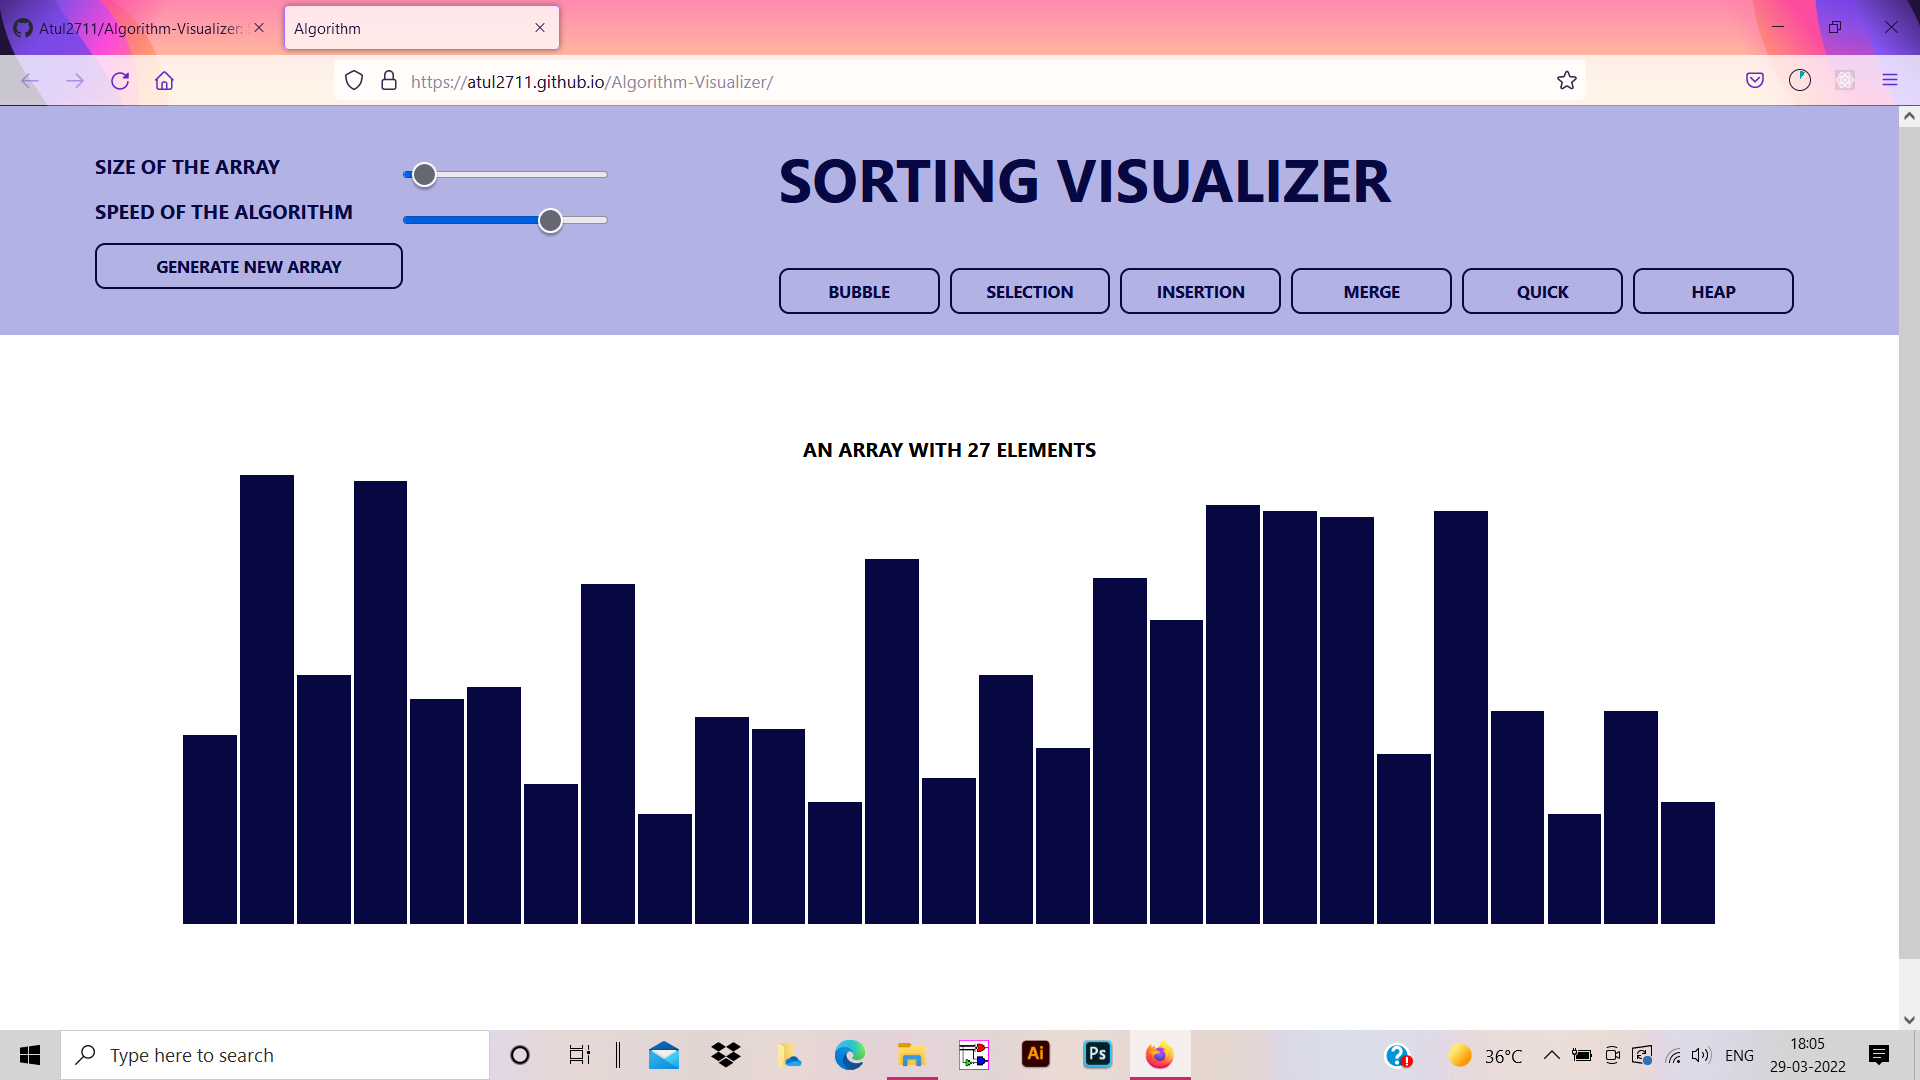 Atul2711/Algorithm-Visualizer:
Algorithm
https://atul2711.github.io/Algorithm-Visualizer/
SIZE OF THE ARRAY
SPEED OF THE ALGORITHM
GENERATE NEW ARRAY
SORTING VISUALIZER
BUBBLE SELECTION INSERTION MERGE QUICK HEAP
AN ARRAY WITH 27 ELEMENTS
Type here to search
Ai
Ps
36°C
ENG
18:05
29-03-2022